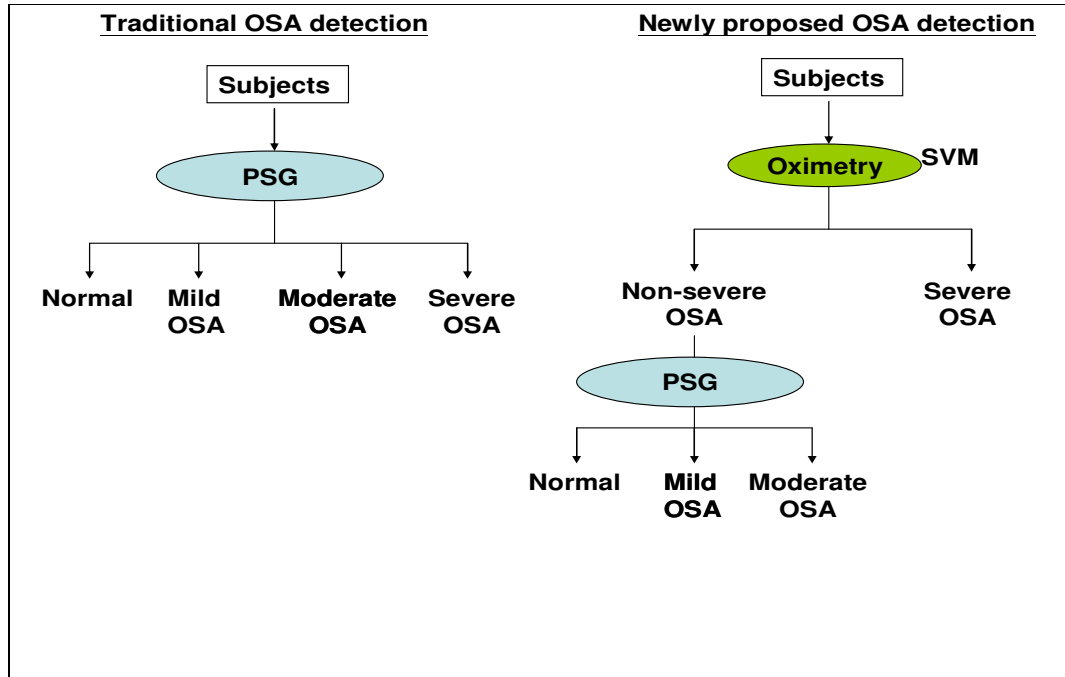 Traditional OSA detection
Subjects
PSG
Normal
Mild
OSA
Moderate
OSA
Severe
OSA
Newly proposed OSA detection
Subjects
Oximetry
SVM
Non-severe
OSA
Severe
OSA
PSG
Normal
Mild
OSA
Moderate
OSA